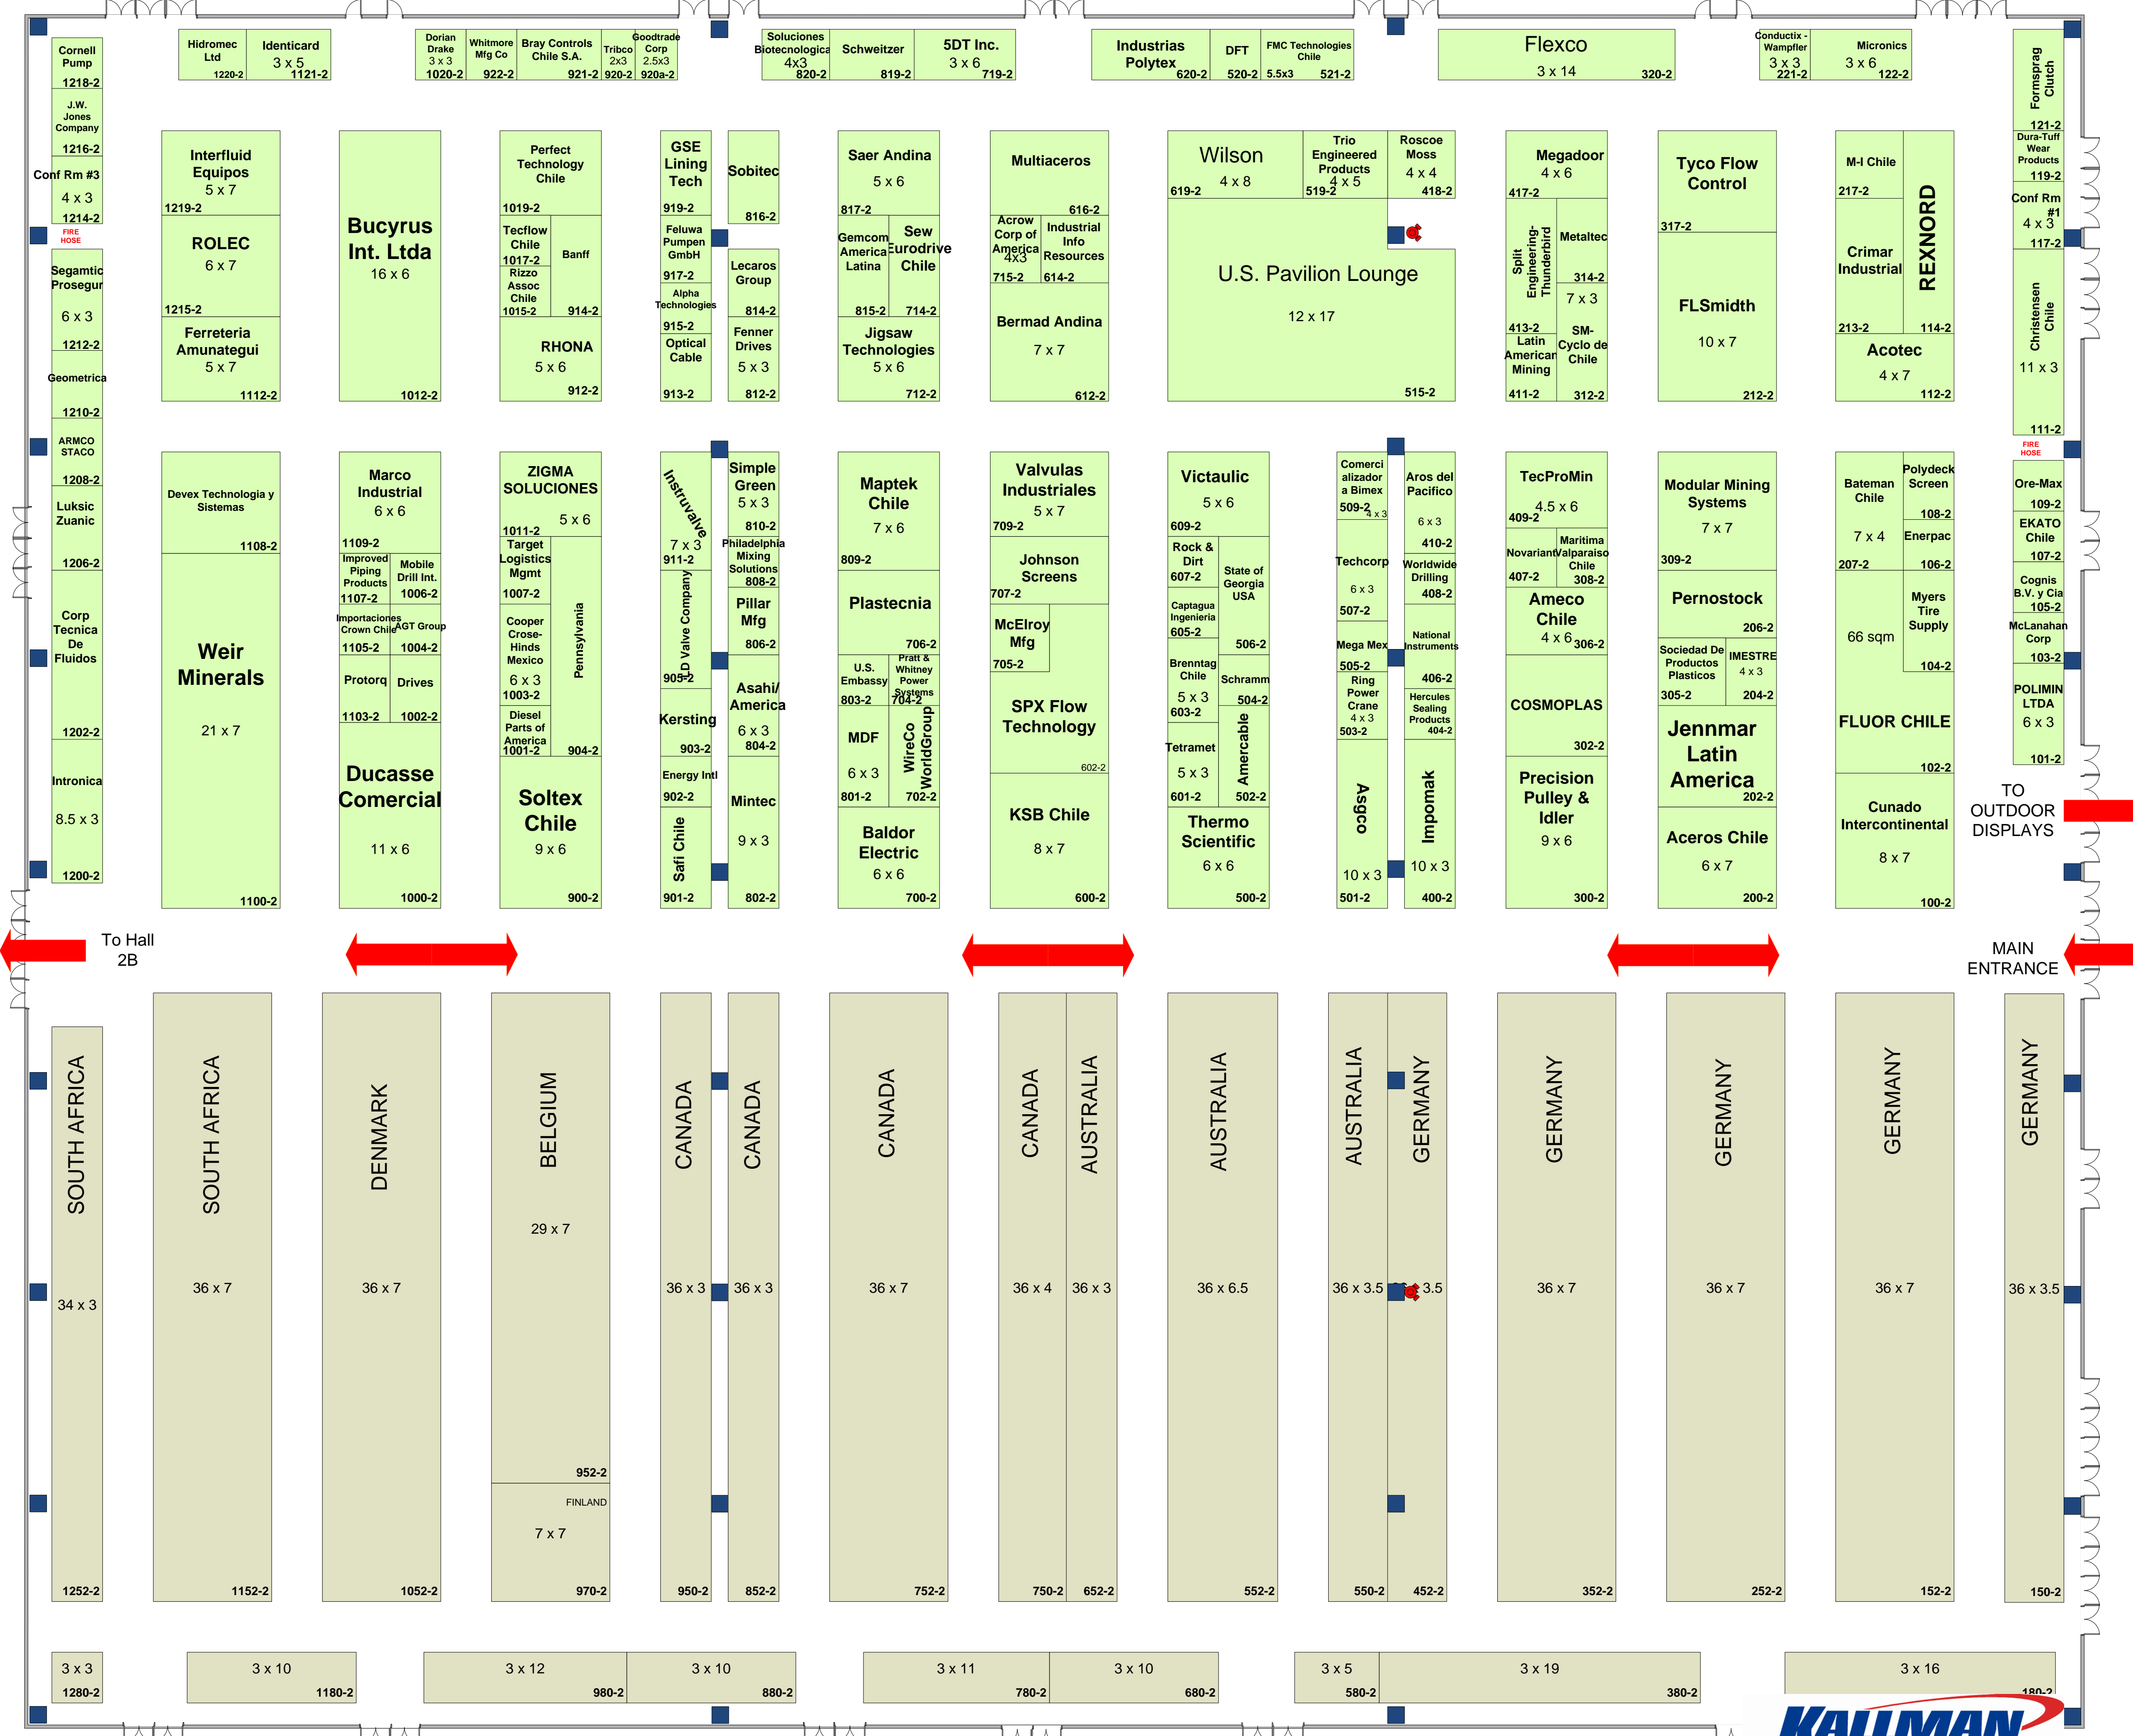 Cornell
Pump
1218-2
J.W.
Jones
Company
1216-2
Conf Rm #3
4 x 3
1214-2
FIRE
HOSE
Segamtic
Prosegur
6 x 3
1212-2
Geometrica
1210-2
ARMCO
STACO
1208-2
Luksic
Zuanic
1206-2
Corp
Tecnica
De
Fluidos
1202-2
Intronica
8.5 x 3
1200-2
Hidromec
Ltd
1220-2
Identicard
3 x 5
1121-2
Dorian
Drake
3 x 3
1020-2
Whitmore
Mfg Co
922-2
Bray Controls
Chile S.A.
921-2
Tribco
2x3
920-2
Goodtrade
Corp
2.5x3
920a-2
Soluciones
Biotecnologica
4x3
820-2
Schweitzer
819-2
5DT Inc.
3 x 6
719-2
Industrias
Polytex
620-2
DFT
520-2
FMC Technologies
Chile
5.5x3
521-2
Flexco
3 x 14
320-2
Conductix -
Wampfler
3 x 3
221-2
Micronics
3 x 6
122-2
Formsprag
Clutch
121-2
Dura-Tuff
Wear
Products
119-2
Conf Rm
#1
4 x 3
117-2
Christensen
Chile
11 x 3
111-2
FIRE
HOSE
Ore-Max
109-2
EKATO
Chile
107-2
Cognis
B.V. y Cia
105-2
McLanahan
Corp
103-2
POLIMIN
LTDA
6 x 3
101-2
Interfluid
Equipos
5 x 7
1219-2
ROLEC
6 x 7
1215-2
Ferreteria
Amunategui
5 x 7
1112-2
Bucyrus
Int. Ltda
16 x 6
1012-2
Perfect
Technology
Chile
1019-2
Tecflow
Chile
1017-2
Rizzo
Assoc
Chile
1015-2
Banff
914-2
RHONA
5 x 6
912-2
GSE
Lining
Tech
919-2
Feluwa
Pumpen
GmbH
917-2
Alpha
Technologies
915-2
Optical
Cable
913-2
Sobitec
816-2
Lecaros
Group
814-2
Fenner
Drives
5 x 3
812-2
Saer Andina
5 x 6
817-2
Gemcom
America
Latina
815-2
Sew
Eurodrive
Chile
714-2
Jigsaw
Technologies
5 x 6
712-2
Multiaceros
616-2
Acrow
Corp of
America
4x3
715-2
Industrial
Info
Resources
614-2
Bermad Andina
7 x 7
612-2
Wilson
4 x 8
619-2
Trio
Engineered
Products
4 x 5
519-2
Roscoe
Moss
4 x 4
418-2
U.S. Pavilion Lounge
12 x 17
515-2
Megadoor
4 x 6
417-2
Split
Engineering-
Thunderbird
413-2
Metaltec
314-2
7 x 3
SM-
Cyclo de
Chile
312-2
Latin
American
Mining
411-2
Tyco Flow
Control
317-2
FLSmidth
10 x 7
212-2
M-I Chile
217-2
Crimar
Industrial
213-2
REXNORD
114-2
Acotec
4 x 7
112-2
Devex Technologia y
Sistemas
1108-2
Weir
Minerals
21 x 7
1100-2
Marco
Industrial
6 x 6
1109-2
Improved
Piping
Products
1107-2
Mobile
Drill Int.
1006-2
Importaciones
Crown Chile
1105-2
AGT Group
1004-2
Protorq
1103-2
Drives
1002-2
Ducasse
Comercial
11 x 6
1000-2
ZIGMA
SOLUCIONES
5 x 6
1011-2
Target
Logistics
Mgmt
1007-2
Cooper
Crose-
Hinds
Mexico
6 x 3
1003-2
Diesel
Parts of
America
1001-2
Pennsylvania
904-2
Soltex
Chile
9 x 6
900-2
Instruvalve
7 x 3
911-2
LD Valve Company
905-2
Kersting
903-2
Energy Intl
902-2
Safi Chile
901-2
Simple
Green
5 x 3
810-2
Philadelphia
Mixing
Solutions
808-2
Pillar
Mfg
806-2
Asahi/
America
6 x 3
804-2
Mintec
9 x 3
802-2
Maptek
Chile
7 x 6
809-2
Plastecnia
706-2
U.S.
Embassy
803-2
Pratt &
Whitney
Power
Systems
704-2
MDF
6 x 3
801-2
WireCo
WorldGroup
702-2
Baldor
Electric
6 x 6
700-2
Valvulas
Industriales
5 x 7
709-2
Johnson
Screens
707-2
McElroy
Mfg
705-2
SPX Flow
Technology
602-2
KSB Chile
8 x 7
600-2
Victaulic
5 x 6
609-2
Rock &
Dirt
607-2
Captagua
Ingenieria
605-2
State of
Georgia
USA
506-2
Brenntag
Chile
5 x 3
603-2
Schramm
504-2
Tetramet
5 x 3
601-2
Amercable
502-2
Thermo
Scientific
6 x 6
500-2
Comerci
alizador
a Bimex
509-2
4 x 3
Techcorp
6 x 3
507-2
Mega Mex
505-2
Ring
Power
Crane
4 x 3
503-2
Asgco
10 x 3
501-2
Aros del
Pacifico
6 x 3
410-2
Worldwide
Drilling
408-2
National
Instruments
406-2
Hercules
Sealing
Products
404-2
Impomak
10 x 3
400-2
TecProMin
4.5 x 6
409-2
Novariant
407-2
Maritima
Valparaiso
Chile
308-2
Ameco
Chile
4 x 6
306-2
COSMOPLAS
302-2
Precision
Pulley &
Idler
9 x 6
300-2
Modular Mining
Systems
7 x 7
309-2
Pernostock
206-2
Sociedad De
Productos
Plasticos
305-2
IMESTRE
4 x 3
204-2
Jennmar
Latin
America
202-2
Aceros Chile
6 x 7
200-2
Bateman
Chile
7 x 4
207-2
Polydeck
Screen
108-2
Enerpac
106-2
Myers
Tire
Supply
104-2
66 sqm
FLUOR CHILE
102-2
Cunado
Intercontinental
8 x 7
100-2
TO
OUTDOOR
DISPLAYS
To Hall
2B
MAIN
ENTRANCE
SOUTH AFRICA
34 x 3
1252-2
SOUTH AFRICA
36 x 7
1152-2
DENMARK
36 x 7
1052-2
BELGIUM
29 x 7
952-2
FINLAND
7 x 7
970-2
CANADA
36 x 3
950-2
CANADA
36 x 3
852-2
CANADA
36 x 7
752-2
CANADA
36 x 4
750-2
AUSTRALIA
36 x 3
652-2
AUSTRALIA
36 x 6.5
552-2
AUSTRALIA
36 x 3.5
550-2
GERMANY
3.5
452-2
GERMANY
36 x 7
352-2
GERMANY
36 x 7
252-2
GERMANY
36 x 7
152-2
GERMANY
36 x 3.5
150-2
3 x 3
1280-2
3 x 10
1180-2
3 x 12
980-2
3 x 10
880-2
3 x 11
780-2
3 x 10
680-2
3 x 5
580-2
3 x 19
380-2
3 x 16
180-2
KALLMAN